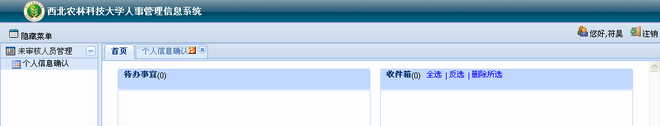 西北农林科技大学人事管理信息系统
隐藏菜单
您好,符昊 注销
未审核人员管理
首页 个人信息确认
个人信息确认
待办事宜(0)
收件箱(0) 全选 | 反选 | 删除所选